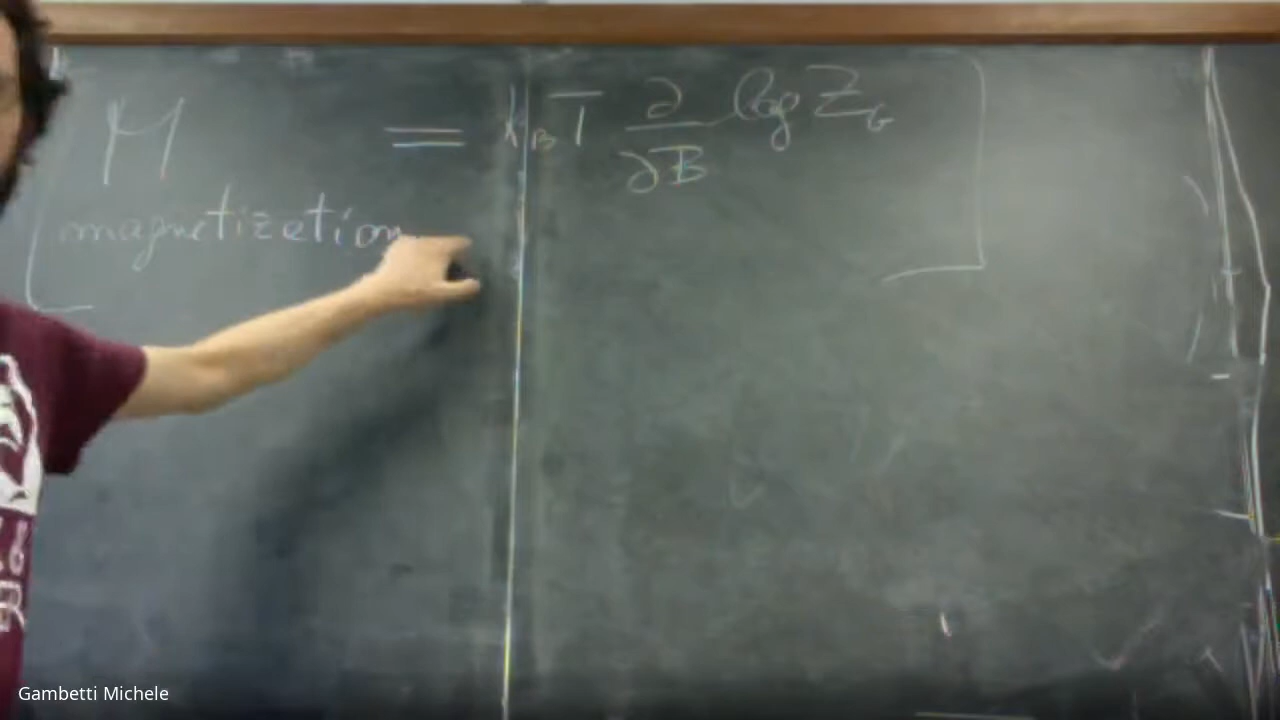 M = k_B T ∂/∂B log Z_G
magnetization
Gambetti Michele